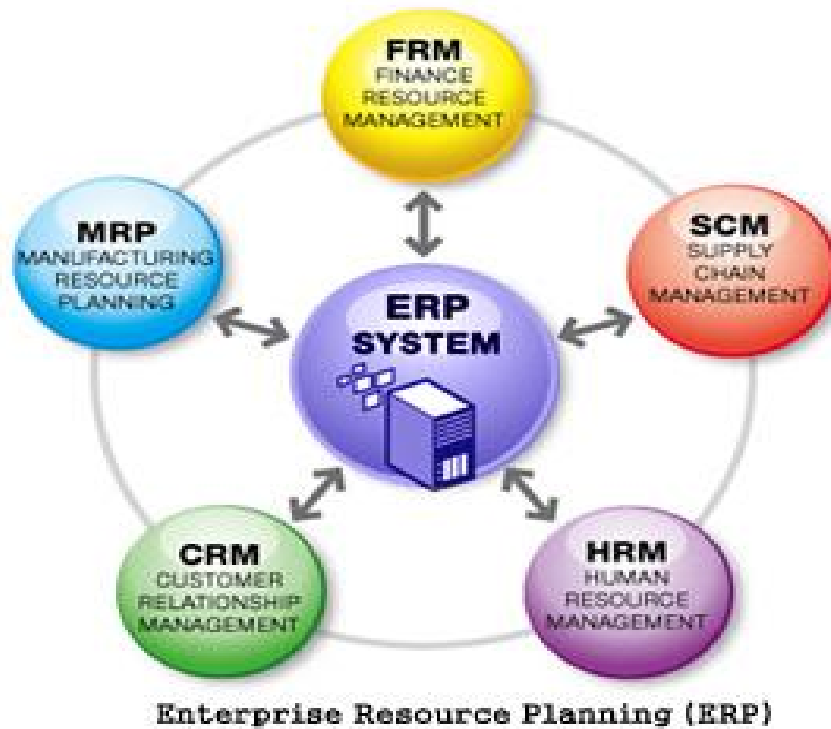 FRM
FINANCE
RESOURCE
MANAGEMENT
MRP
MANUFACTURING
RESOURCE
PLANNING
SCM
SUPPLY
CHAIN
MANAGEMENT
ERP
SYSTEM
CRM
CUSTOMER
RELATIONSHIP
MANAGEMENT
HRM
HUMAN
RESOURCE
MANAGEMENT
Enterprise Resource Planning (ERP)